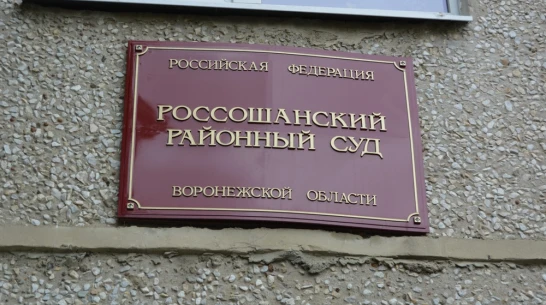 РОССИЙСКАЯ ФЕДЕРАЦИЯ
РОССОШАНСКИЙ
РАЙОННЫЙ СУД
ВОРОНЕЖСКОЙ ОБЛАСТИ